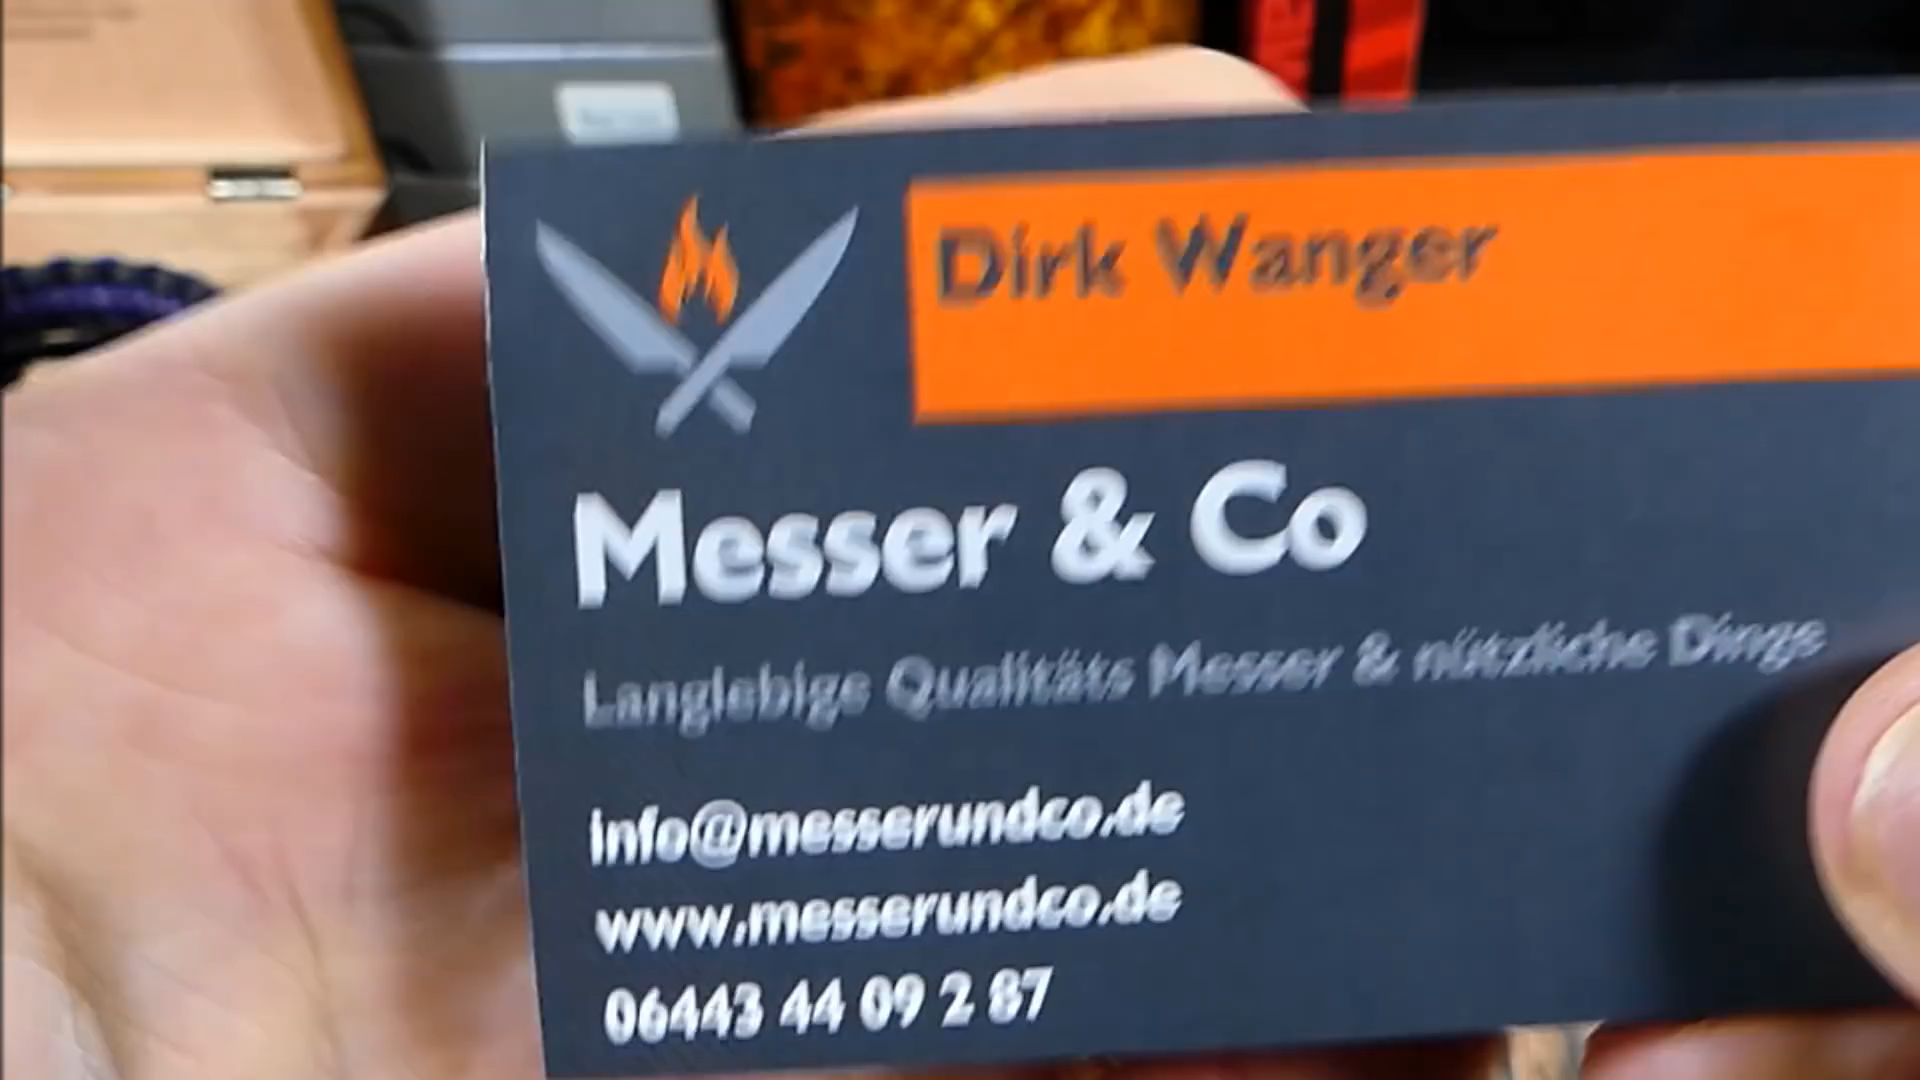 Dirk Wanger
Messer & Co
Langlebige Qualitäts Messer & nützliche Dinge
info@messerundco.de
www.messerundco.de
06443 44 09 2 87